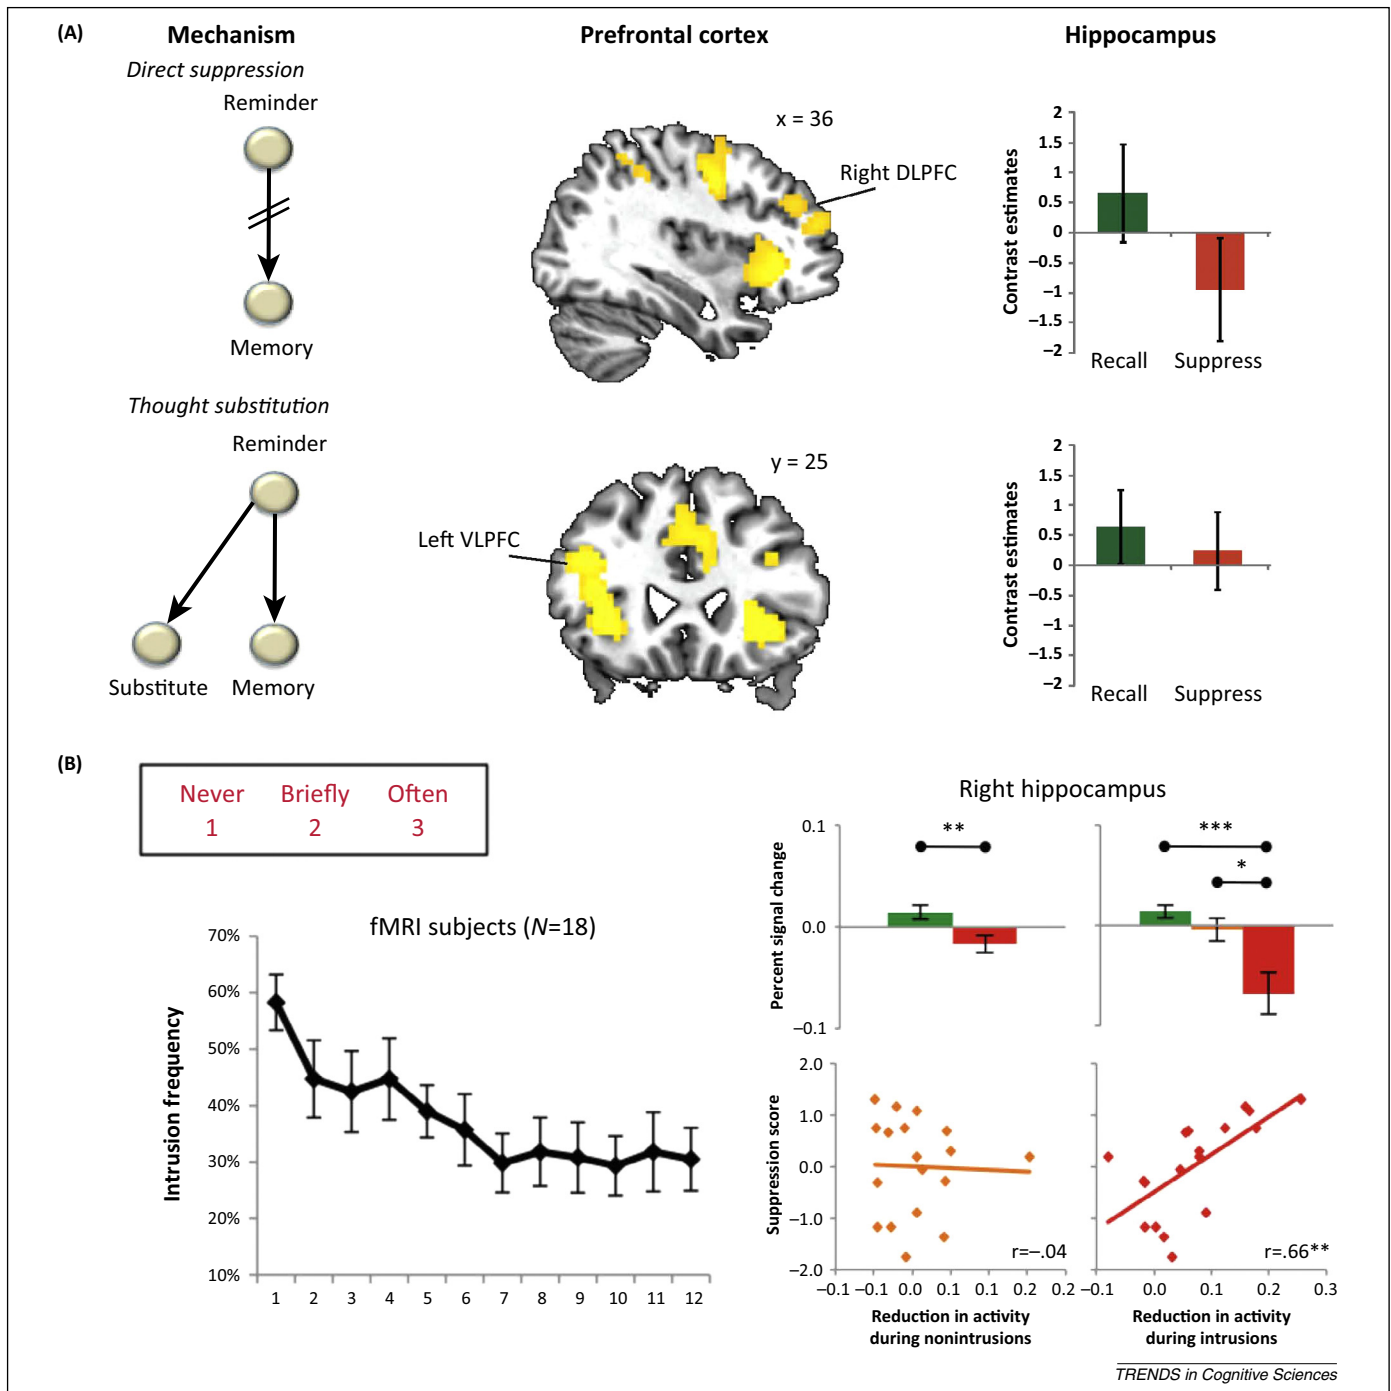 (A)
Mechanism
Prefrontal cortex
Hippocampus
Direct suppression
Reminder
Memory
x = 36
Right DLPFC
Contrast estimates
2
1.5
1
0.5
0
−0.5
−1
−1.5
−2
Recall Suppress
Thought substitution
Reminder
Substitute Memory
y = 25
Left VLPFC
Contrast estimates
2
1.5
1
0.5
0
−0.5
−1
−1.5
−2
Recall Suppress
(B)
Never Briefly Often
1 2 3
fMRI subjects (N=18)
Intrusion frequency
70%
60%
50%
40%
30%
20%
10%
1 2 3 4 5 6 7 8 9 10 11 12
Right hippocampus
Percent signal change
0.1
0.0
−0.1
**
***
*
Suppression score
2.0
1.0
0.0
−1.0
−2.0
r=−.04
−0.1 −0.1 0.0 0.1 0.1 0.2 0.2
Reduction in activity
during nonintrusions
r=.66**
−0.1 0.0 0.1 0.2 0.3
Reduction in activity
during intrusions
TRENDS in Cognitive Sciences